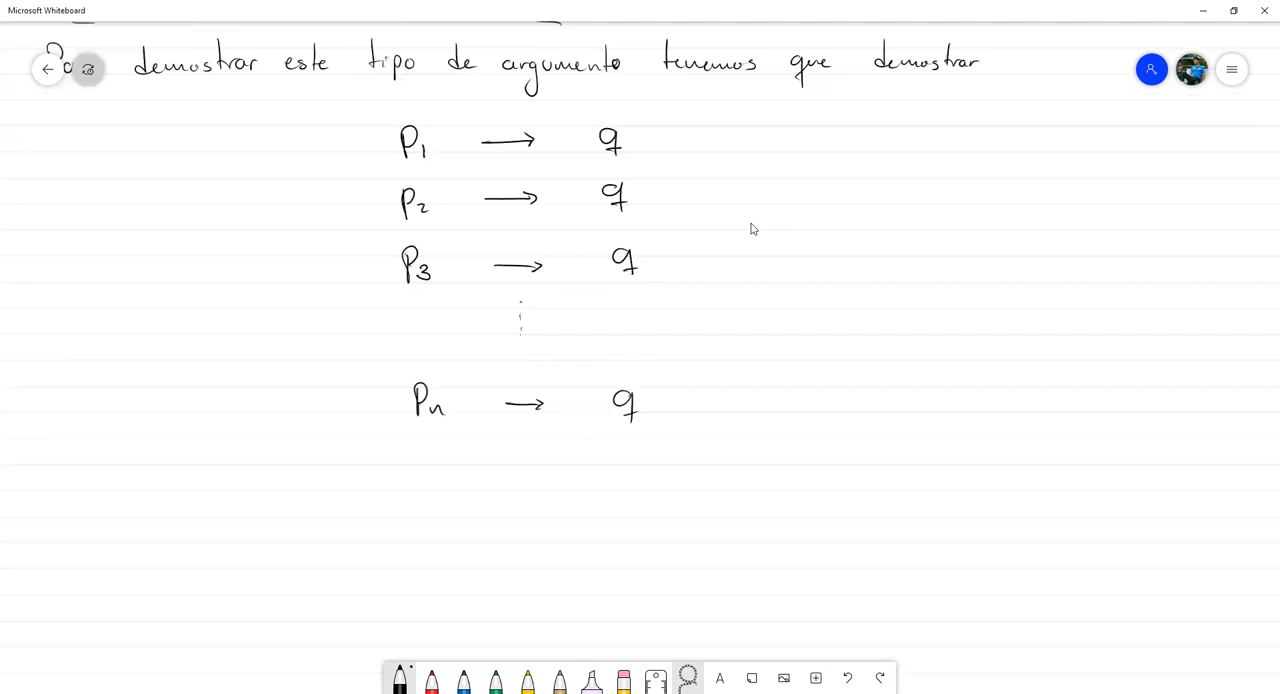 Microsoft Whiteboard
demostrar este tipo de argumento tenemos que demostrar
P₁ → q
P₂ → q
P₃ → q
⋮
Pₙ → q
A